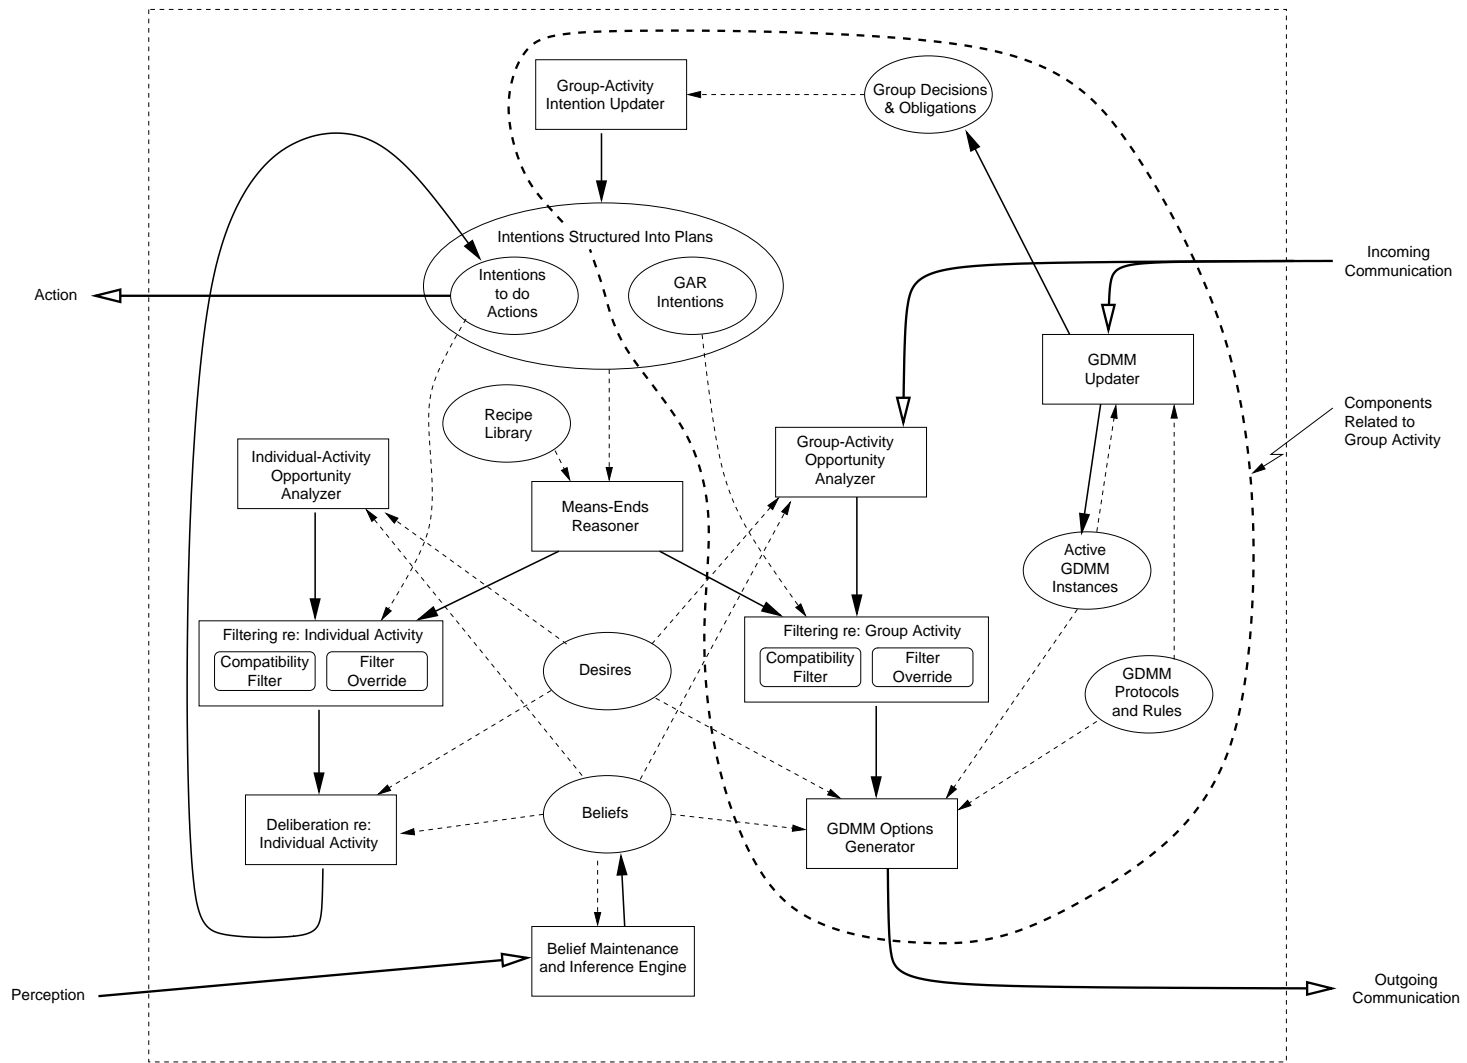 Group-Activity
Intention Updater
Group Decisions
& Obligations
Intentions Structured Into Plans
Intentions
to do
Actions
GAR
Intentions
Action
Incoming
Communication
GDMM
Updater
Components
Related to
Group Activity
Recipe
Library
Individual-Activity
Opportunity
Analyzer
Group-Activity
Opportunity
Analyzer
Means-Ends
Reasoner
Active
GDMM
Instances
Filtering re: Individual Activity
Compatibility
Filter
Filter
Override
Desires
Filtering re: Group Activity
Compatibility
Filter
Filter
Override
GDMM
Protocols
and Rules
Deliberation re:
Individual Activity
Beliefs
GDMM Options
Generator
Belief Maintenance
and Inference Engine
Perception
Outgoing
Communication